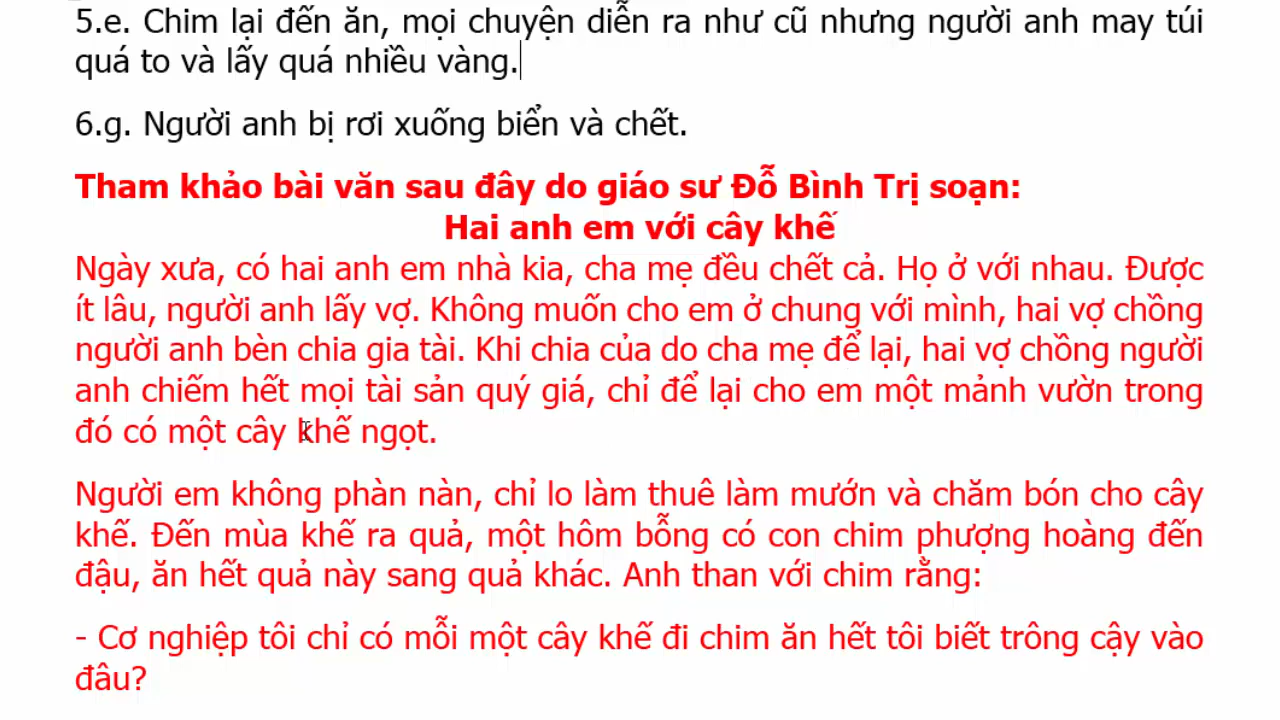 5.e. Chim lại đến ăn, mọi chuyện diễn ra như cũ nhưng người anh may túi
quá to và lấy quá nhiều vàng.
6.g. Người anh bị rơi xuống biển và chết.
Tham khảo bài văn sau đây do giáo sư Đỗ Bình Trị soạn:
Hai anh em với cây khế
Ngày xưa, có hai anh em nhà kia, cha mẹ đều chết cả. Họ ở với nhau. Được
ít lâu, người anh lấy vợ. Không muốn cho em ở chung với mình, hai vợ chồng
người anh bèn chia gia tài. Khi chia của do cha mẹ để lại, hai vợ chồng người
anh chiếm hết mọi tài sản quý giá, chỉ để lại cho em một mảnh vườn trong
đó có một cây khế ngọt.
Người em không phàn nàn, chỉ lo làm thuê làm mướn và chăm bón cho cây
khế. Đến mùa khế ra quả, một hôm bỗng có con chim phượng hoàng đến
đậu, ăn hết quả này sang quả khác. Anh than với chim rằng:
- Cơ nghiệp tôi chỉ có mỗi một cây khế đi chim ăn hết tôi biết trông cậy vào
đâu?